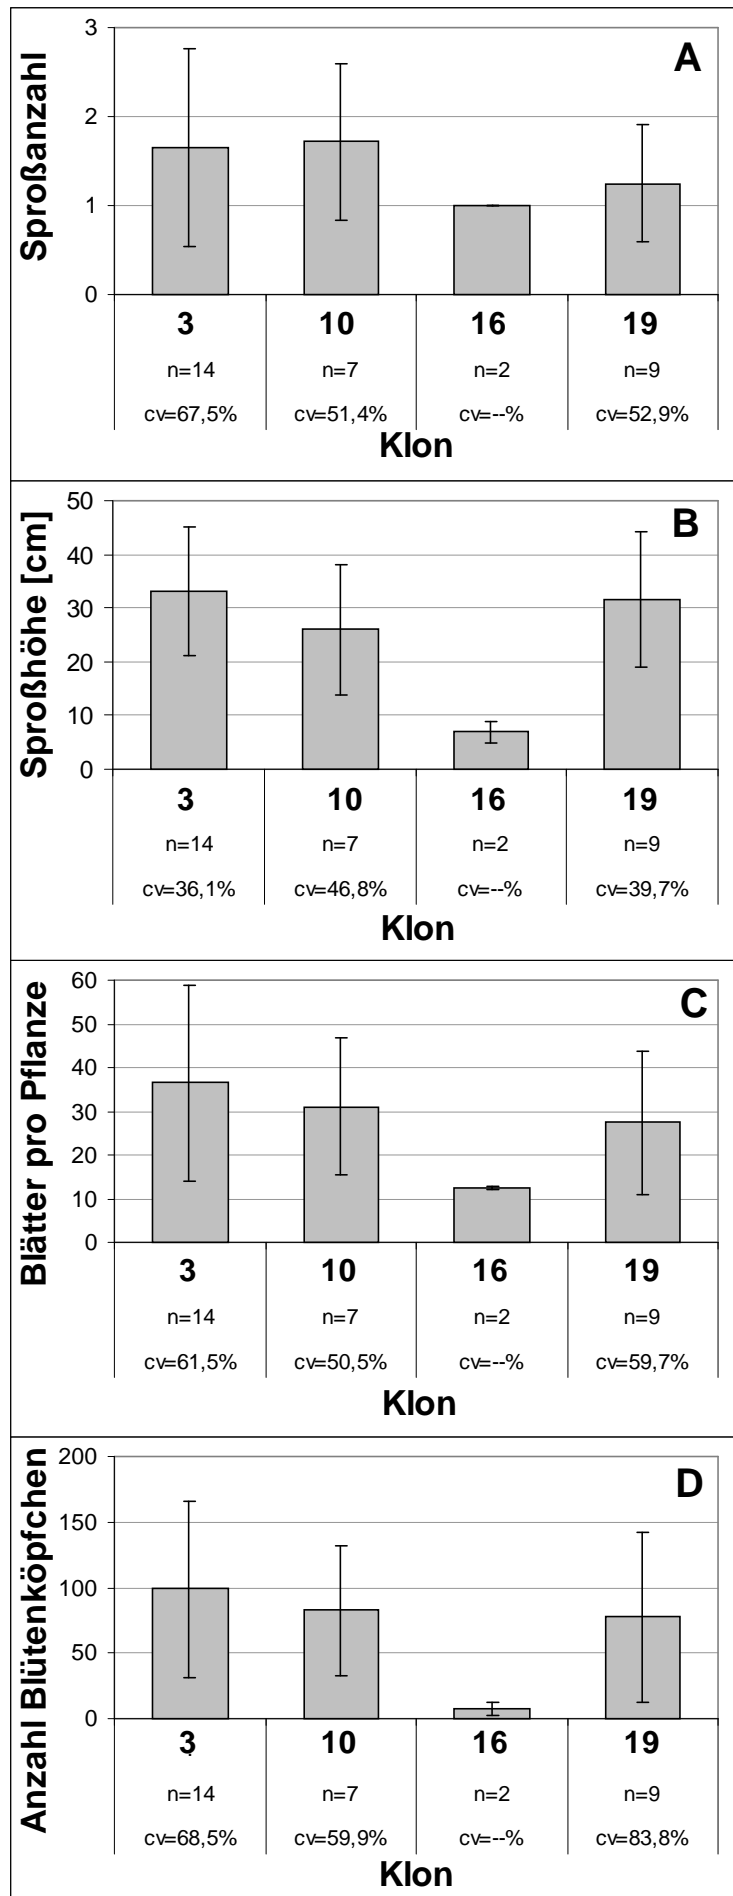 A
Sproßanzahl
3
2
1
0
3 10 16 19
n=14 n=7 n=2 n=9
cv=67,5% cv=51,4% cv=--% cv=52,9%
Klon
B
Sproßhöhe [cm]
50
40
30
20
10
0
3 10 16 19
n=14 n=7 n=2 n=9
cv=36,1% cv=46,8% cv=--% cv=39,7%
Klon
C
Blätter pro Pflanze
60
50
40
30
20
10
0
3 10 16 19
n=14 n=7 n=2 n=9
cv=61,5% cv=50,5% cv=--% cv=59,7%
Klon
D
Anzahl Blütenköpfchen
200
150
100
50
0
3 10 16 19
n=14 n=7 n=2 n=9
cv=68,5% cv=59,9% cv=--% cv=83,8%
Klon